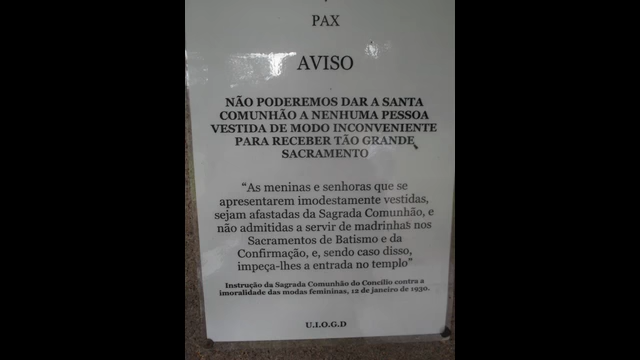 PAX
AVISO
NÃO PODEREMOS DAR A SANTA
COMUNHÃO A NENHUMA PESSOA
VESTIDA DE MODO INCONVENIENTE
PARA RECEBER TÃO GRANDE
SACRAMENTO
“As meninas e senhoras que se
apresentarem imodestamente vestidas,
sejam afastadas da Sagrada Comunhão, e
não admitidas a servir de madrinhas nos
Sacramentos de Batismo e da
Confirmação, e, sendo caso disso,
impeça-lhes a entrada no templo”
Instrução da Sagrada Comunhão do Concílio contra a
imoralidade das modas femininas, 12 de janeiro de 1930.
U.I.O.G.D